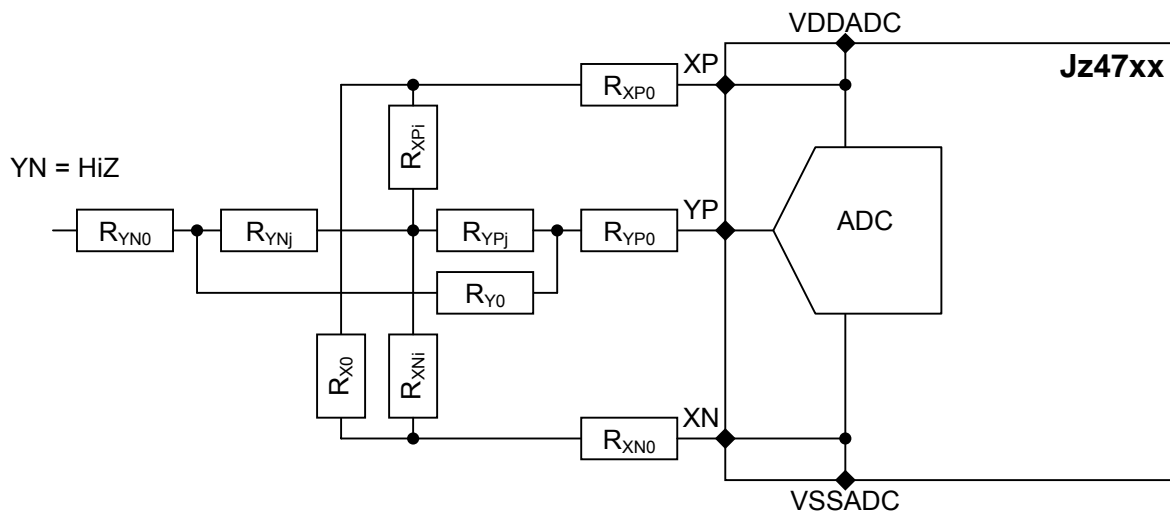 VDDADC
Jz47xx
XP
RXP0
RXPi
YN = HiZ
YP
RYN0
RYNj
RYPj
RYP0
ADC
RY0
RX0
RXNi
XN
RXN0
VSSADC